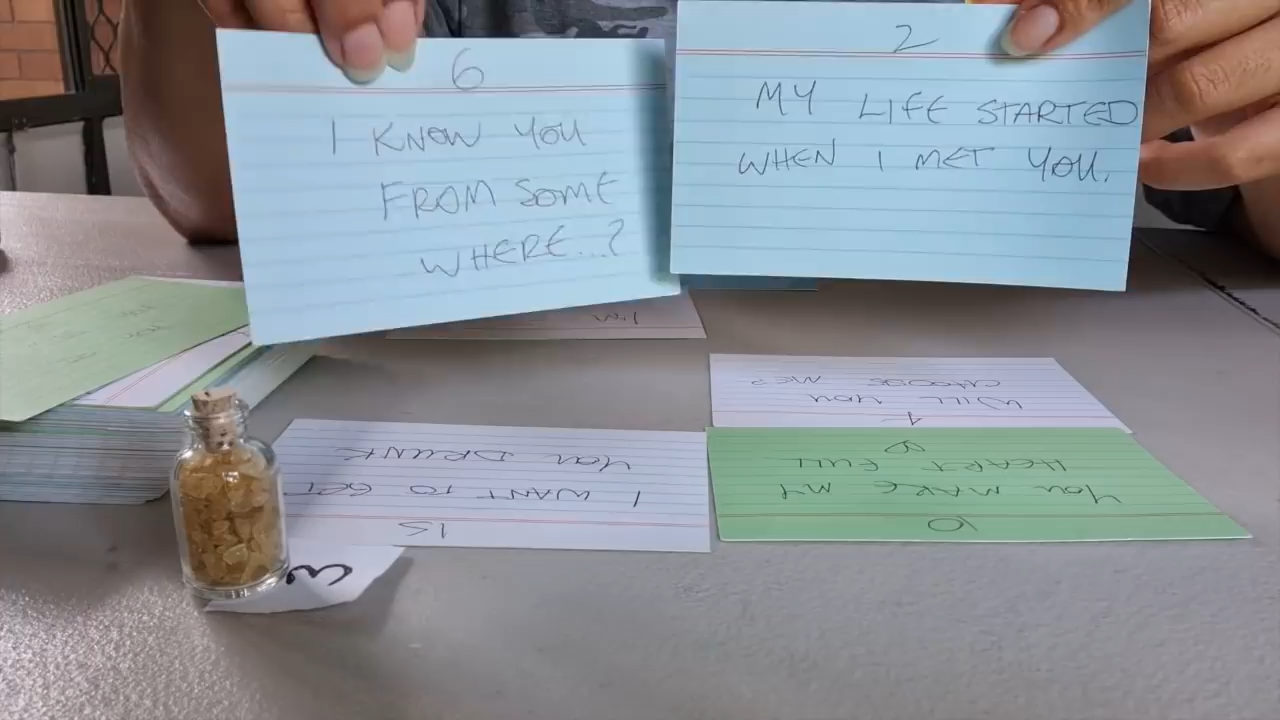 6
I KNOW YOU
FROM SOME
WHERE...?
2
MY LIFE STARTED
WHEN I MET YOU.
I'm
1
WILL YOU
CHOOSE ME?
15
I WANT TO GET
YOU DRUNK
10
YOU MAKE MY
HEART FULL
3